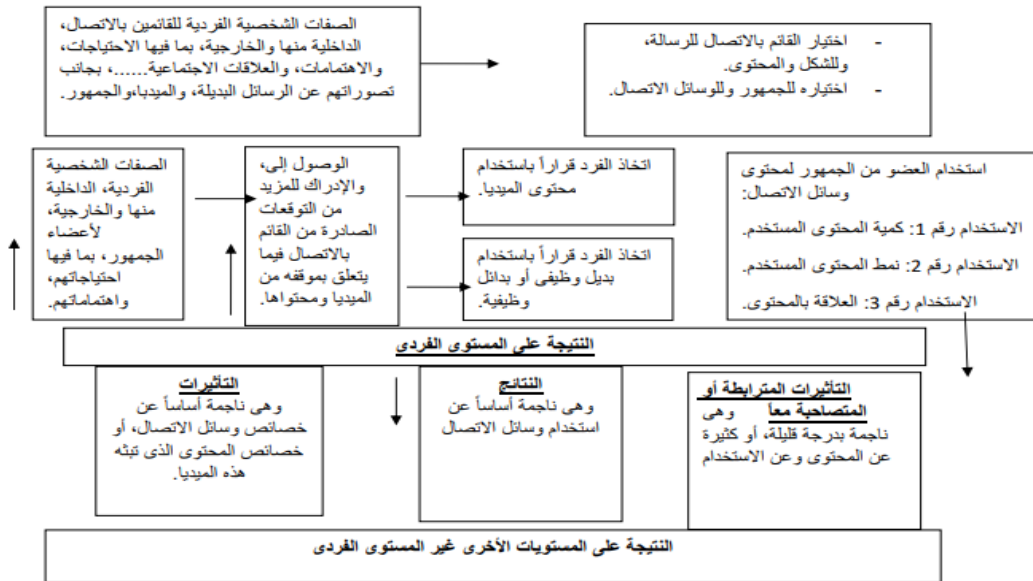 الصفات الشخصية الفردية للقائمين بالاتصال،
الداخلية منها والخارجية، بما فيها الاحتياجات،
والاهتمامات، والعلاقات الاجتماعية......، بجانب
تصوراتهم عن الرسائل البديلة، والميديا،والجمهور.
- اختيار القائم بالاتصال للرسالة،
وللشكل والمحتوى.
- اختياره للجمهور وللوسائل الاتصال.
الصفات الشخصية
الفردية، الداخلية
منها والخارجية،
لأعضاء
الجمهور، بما فيها
احتياجاتهم،
واهتماماتهم.
الوصول إلى،
والإدراك للمزيد
من التوقعات
الصادرة من القائم
بالاتصال فيما
يتعلق بموقفه من
الميديا ومحتواها.
اتخاذ الفرد قراراً باستخدام
محتوى الميديا.
اتخاذ الفرد قراراً باستخدام
بديل وظيفى أو بدائل
وظيفية.
استخدام العضو من الجمهور لمحتوى
وسائل الاتصال:
الاستخدام رقم 1: كمية المحتوى المستخدم.
الاستخدام رقم 2: نمط المحتوى المستخدم.
الاستخدام رقم 3: العلاقة بالمحتوى.
النتيجة على المستوى الفردى
التأثيرات
وهى ناجمة أساساً عن
خصائص وسائل الاتصال، أو
خصائص المحتوى الذى تبثه
هذه الميديا.
النتائج
وهى ناجمة أساساً عن
استخدام وسائل الاتصال
التأثيرات المترابطة أو
المتصاحبة معاً وهى
ناجمة بدرجة قليلة، أو كثيرة
عن المحتوى وعن الاستخدام
النتيجة على المستويات الأخرى غير المستوى الفردى